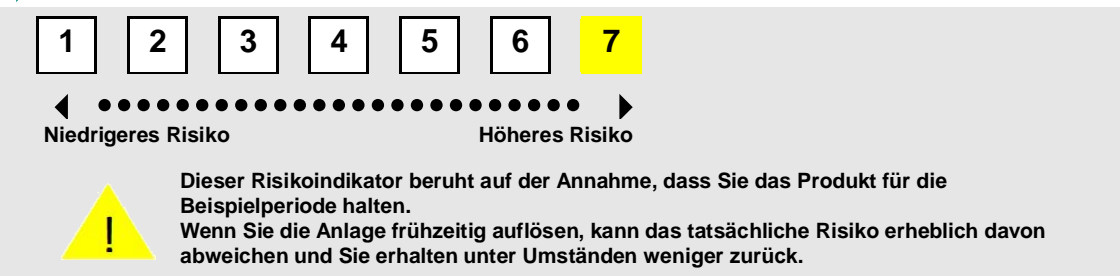 1 2 3 4 5 6 7
Niedrigeres Risiko Höheres Risiko
Dieser Risikoindikator beruht auf der Annahme, dass Sie das Produkt für die
Beispielperiode halten.
Wenn Sie die Anlage frühzeitig auflösen, kann das tatsächliche Risiko erheblich davon
abweichen und Sie erhalten unter Umständen weniger zurück.
!